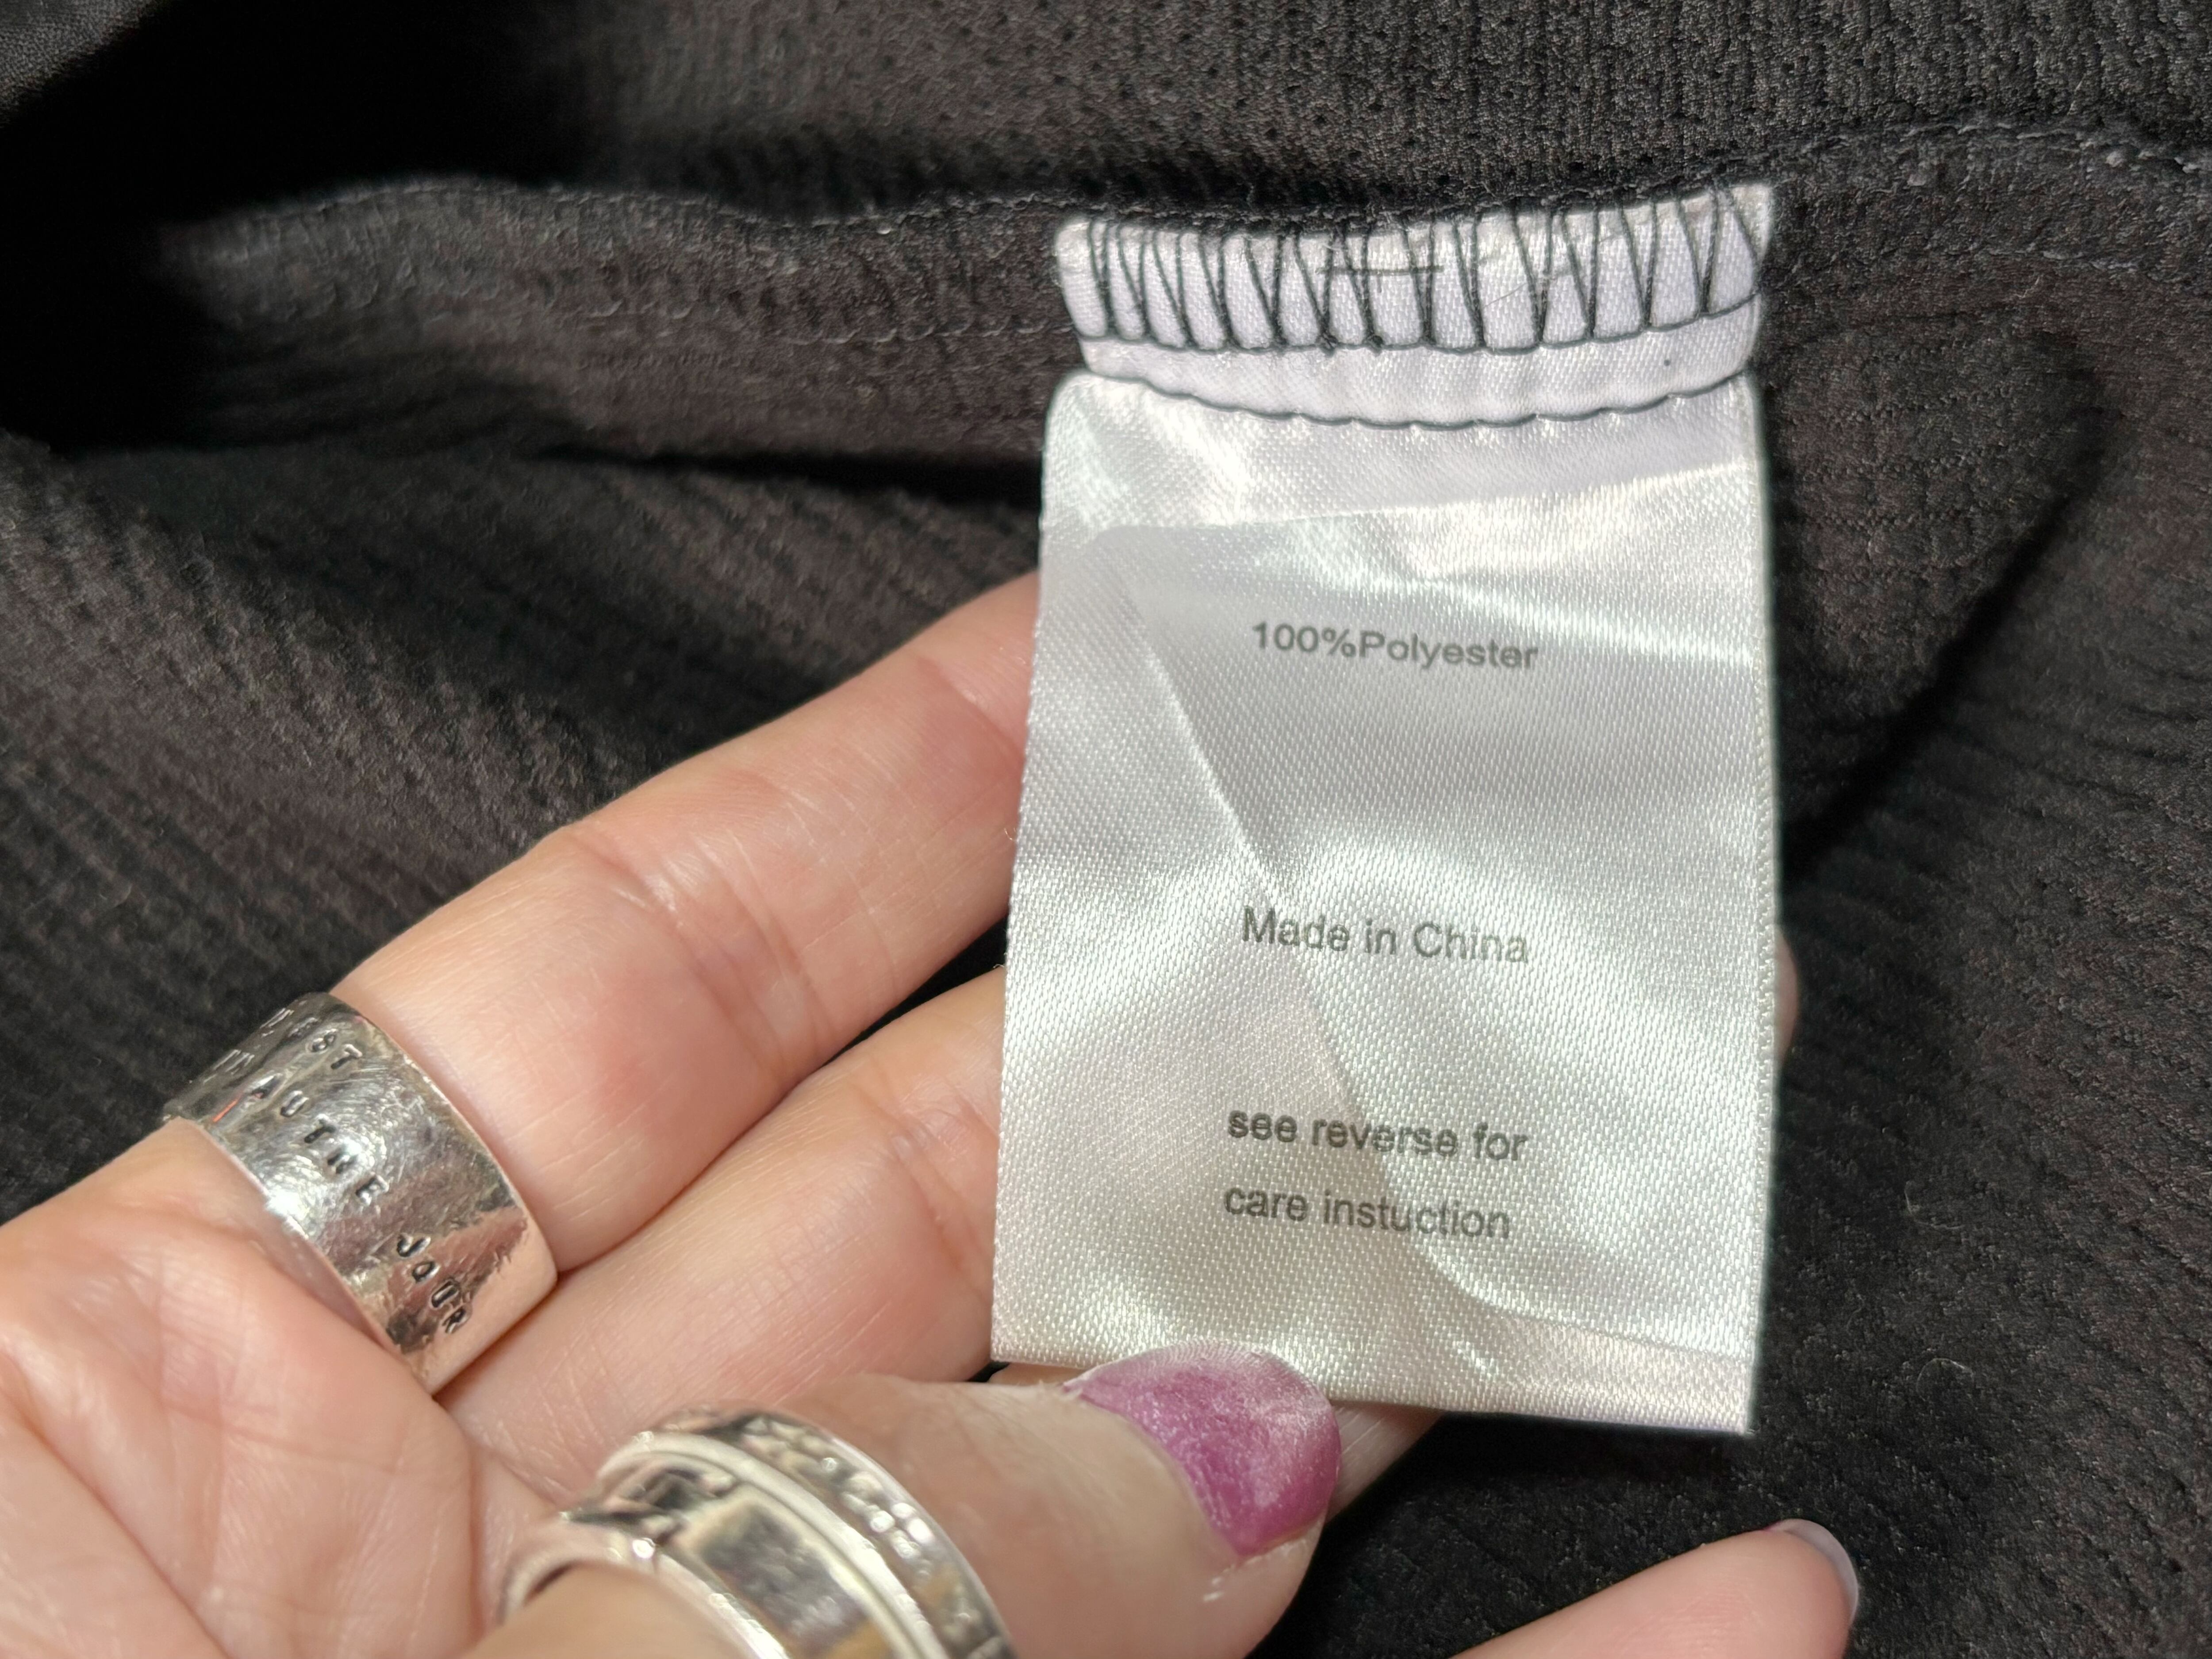 100%Polyester
Made in China
see reverse for
care instuction